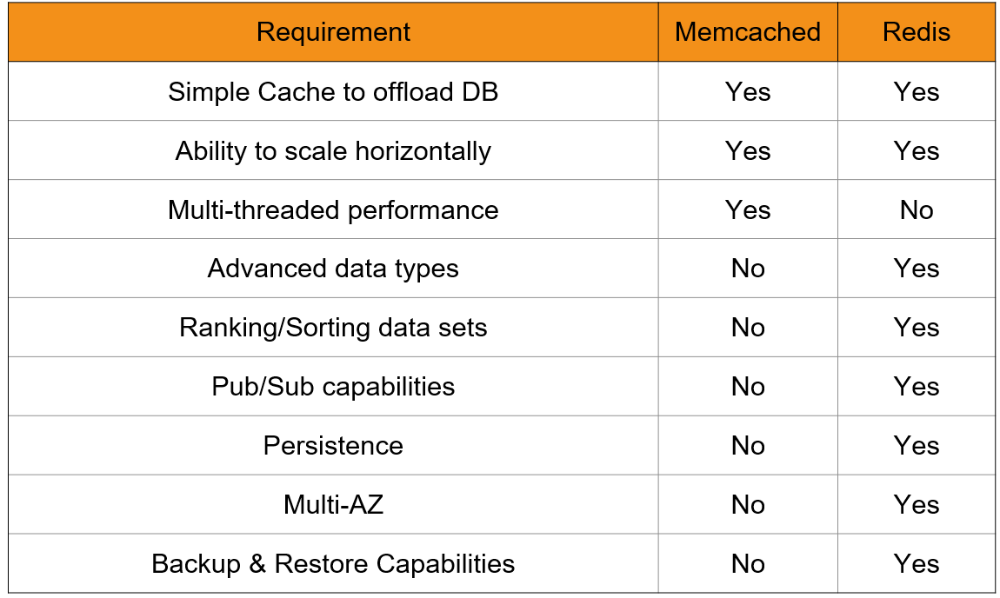 Requirement Memcached Redis
Simple Cache to offload DB Yes Yes
Ability to scale horizontally Yes Yes
Multi-threaded performance Yes No
Advanced data types No Yes
Ranking/Sorting data sets No Yes
Pub/Sub capabilities No Yes
Persistence No Yes
Multi-AZ No Yes
Backup & Restore Capabilities No Yes